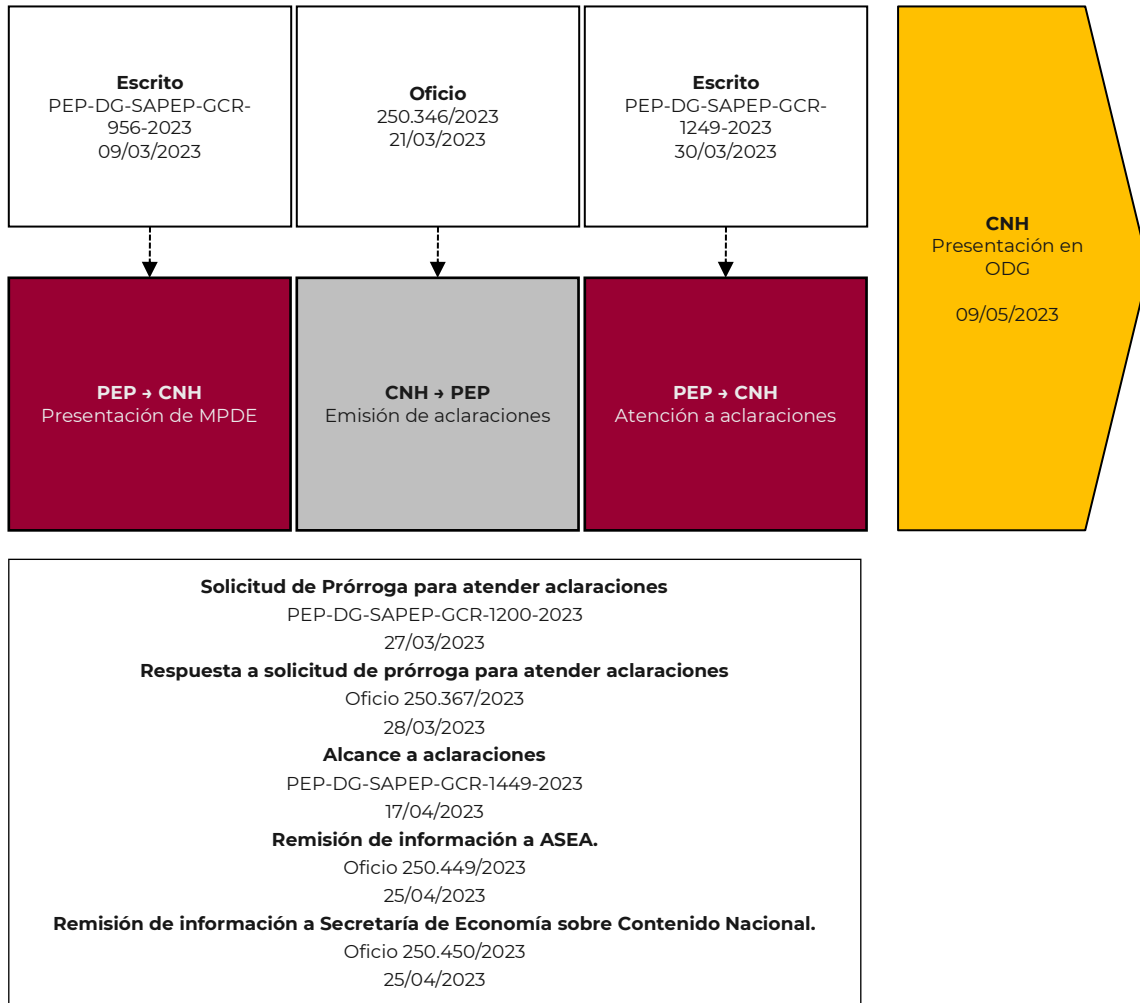 Escrito
PEP-DG-SAPEP-GCR-
956-2023
09/03/2023
Oficio
250.346/2023
21/03/2023
Escrito
PEP-DG-SAPEP-GCR-
1249-2023
30/03/2023
CNH
Presentación en
ODG
09/05/2023
PEP → CNH
Presentación de MPDE
CNH → PEP
Emisión de aclaraciones
PEP → CNH
Atención a aclaraciones
Solicitud de Prórroga para atender aclaraciones
PEP-DG-SAPEP-GCR-1200-2023
27/03/2023
Respuesta a solicitud de prórroga para atender aclaraciones
Oficio 250.367/2023
28/03/2023
Alcance a aclaraciones
PEP-DG-SAPEP-GCR-1449-2023
17/04/2023
Remisión de información a ASEA.
Oficio 250.449/2023
25/04/2023
Remisión de información a Secretaría de Economía sobre Contenido Nacional.
Oficio 250.450/2023
25/04/2023